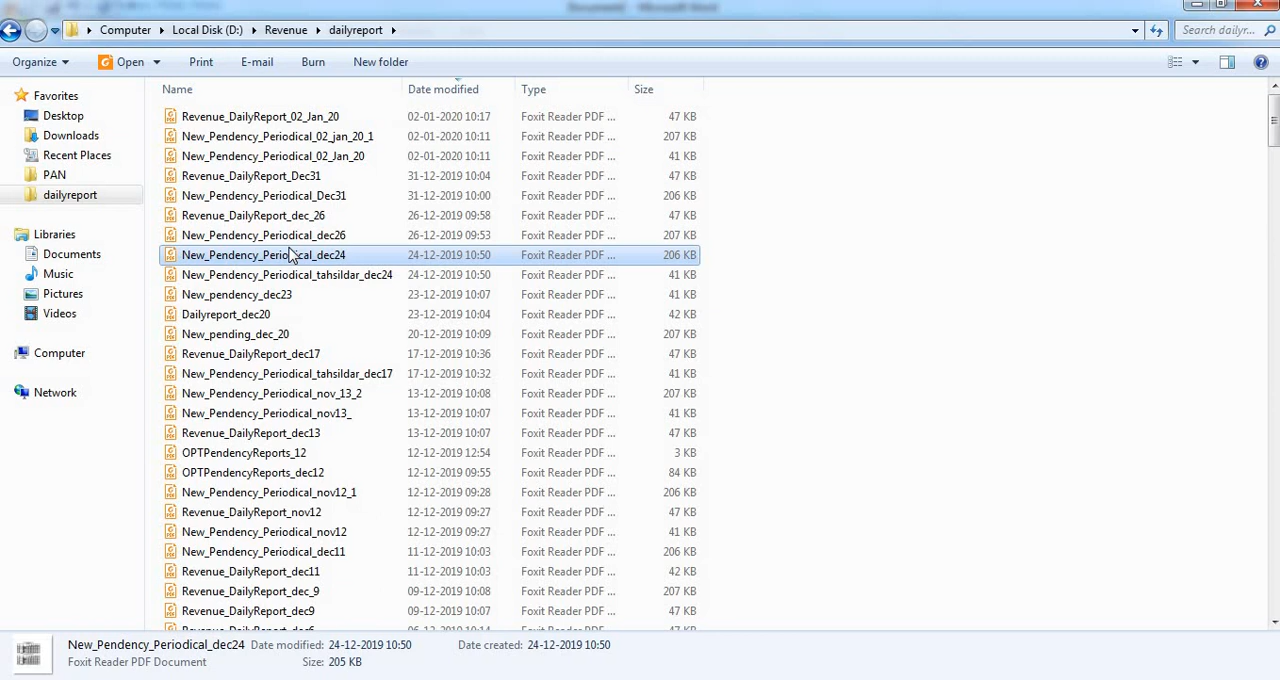 Computer Local Disk (D:) Revenue dailyreport
Search dailyr...
Organize Open Print E-mail Burn New folder
Favorites
Desktop
Downloads
Recent Places
PAN
dailyreport
Libraries
Documents
Music
Pictures
Videos
Computer
Network
Name Date modified Type Size
Revenue_DailyReport_02_Jan_20 02-01-2020 10:17 Foxit Reader PDF ... 47 KB
New_Pendency_Periodical_02_jan_20_1 02-01-2020 10:11 Foxit Reader PDF ... 207 KB
New_Pendency_Periodical_02_Jan_20 02-01-2020 10:11 Foxit Reader PDF ... 41 KB
Revenue_DailyReport_Dec31 31-12-2019 10:04 Foxit Reader PDF ... 47 KB
New_Pendency_Periodical_Dec31 31-12-2019 10:00 Foxit Reader PDF ... 206 KB
Revenue_DailyReport_dec_26 26-12-2019 09:58 Foxit Reader PDF ... 47 KB
New_Pendency_Periodical_dec26 26-12-2019 09:53 Foxit Reader PDF ... 207 KB
New_Pendency_Periodical_dec24 24-12-2019 10:50 Foxit Reader PDF ... 206 KB
New_Pendency_Periodical_tahsildar_dec24 24-12-2019 10:50 Foxit Reader PDF ... 41 KB
New_pendency_dec23 23-12-2019 10:07 Foxit Reader PDF ... 41 KB
Dailyreport_dec20 23-12-2019 10:04 Foxit Reader PDF ... 42 KB
New_pending_dec_20 20-12-2019 10:09 Foxit Reader PDF ... 207 KB
Revenue_DailyReport_dec17 17-12-2019 10:36 Foxit Reader PDF ... 47 KB
New_Pendency_Periodical_tahsildar_dec17 17-12-2019 10:32 Foxit Reader PDF ... 41 KB
New_Pendency_Periodical_nov_13_2 13-12-2019 10:08 Foxit Reader PDF ... 207 KB
New_Pendency_Periodical_nov13_ 13-12-2019 10:07 Foxit Reader PDF ... 41 KB
Revenue_DailyReport_dec13 13-12-2019 10:07 Foxit Reader PDF ... 47 KB
OPTPendencyReports_12 12-12-2019 12:54 Foxit Reader PDF ... 3 KB
OPTPendencyReports_dec12 12-12-2019 09:55 Foxit Reader PDF ... 84 KB
New_Pendency_Periodical_nov12_1 12-12-2019 09:28 Foxit Reader PDF ... 206 KB
Revenue_DailyReport_nov12 12-12-2019 09:27 Foxit Reader PDF ... 47 KB
New_Pendency_Periodical_nov12 12-12-2019 09:27 Foxit Reader PDF ... 41 KB
New_Pendency_Periodical_dec11 11-12-2019 10:03 Foxit Reader PDF ... 206 KB
Revenue_DailyReport_dec11 11-12-2019 10:03 Foxit Reader PDF ... 42 KB
Revenue_DailyReport_dec_9 09-12-2019 10:08 Foxit Reader PDF ... 207 KB
Revenue_DailyReport_dec9 09-12-2019 10:07 Foxit Reader PDF ... 47 KB
New_Pendency_Periodical_dec24 Date modified: 24-12-2019 10:50 Date created: 24-12-2019 10:50
Foxit Reader PDF Document Size: 205 KB